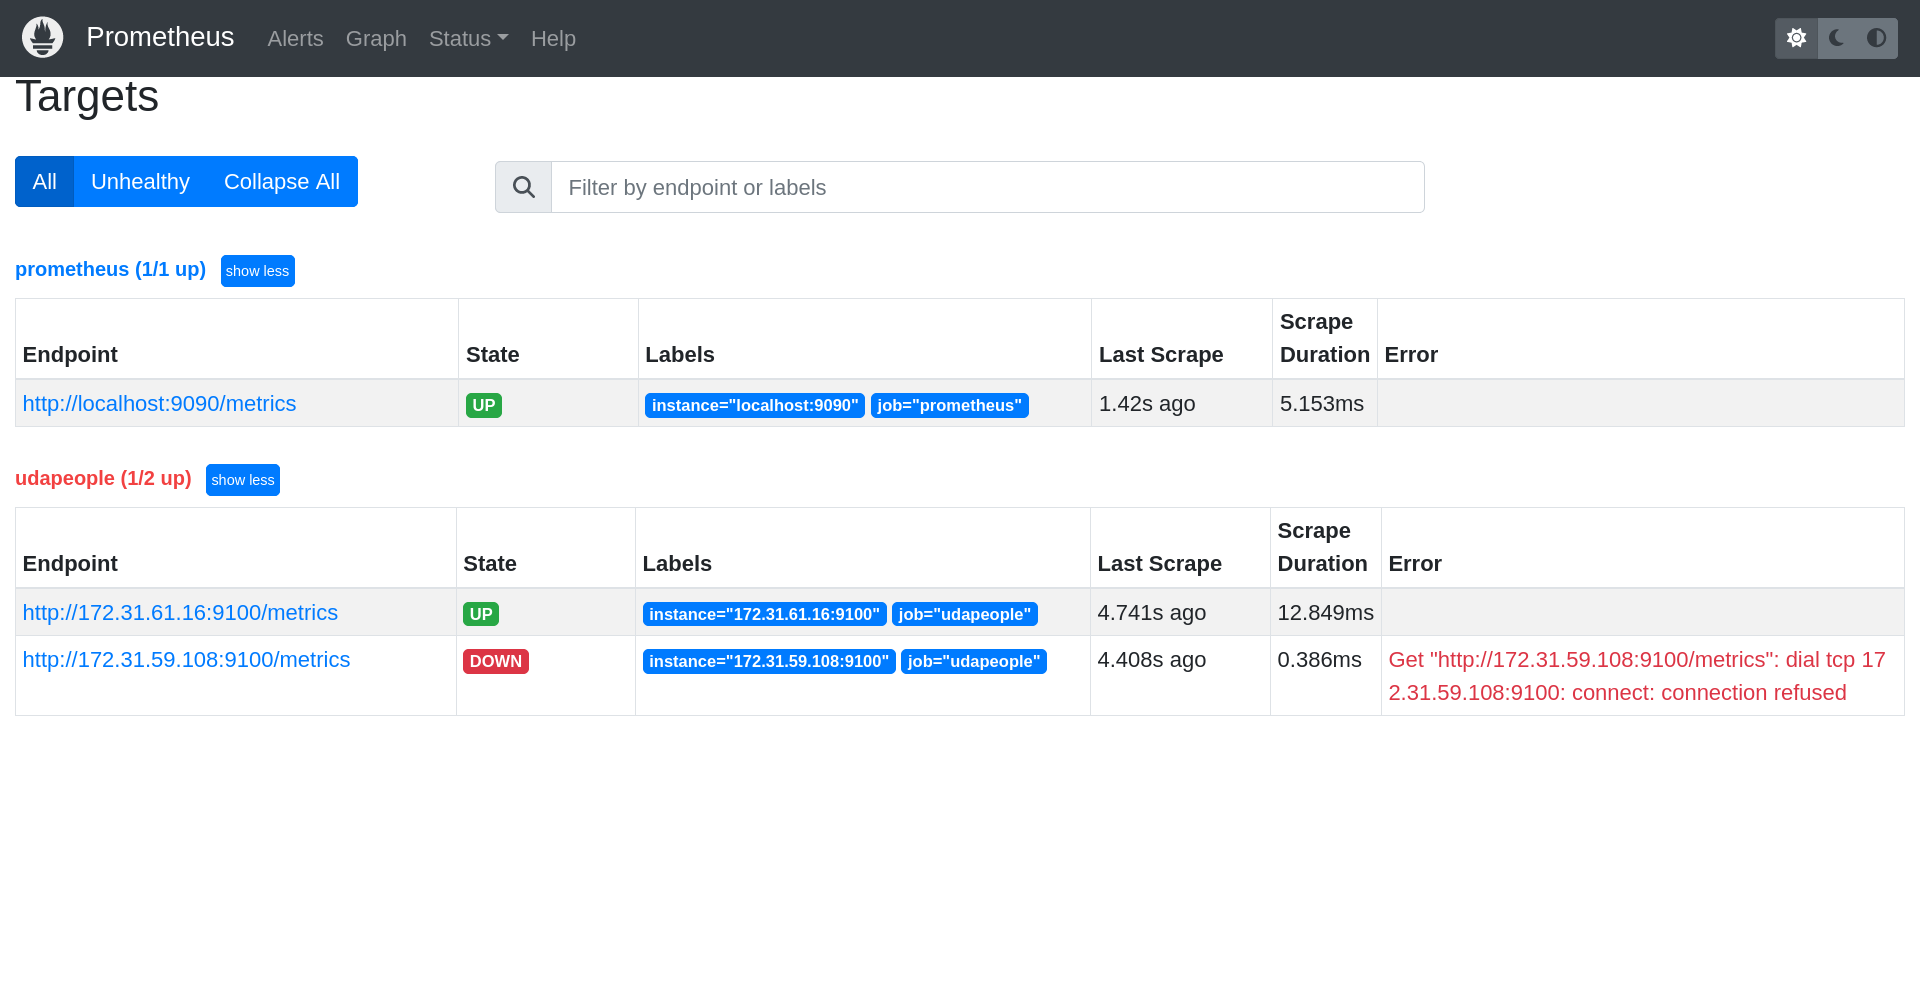 Prometheus Alerts Graph Status Help
Targets
All Unhealthy Collapse All
Filter by endpoint or labels
prometheus (1/1 up) show less
Endpoint State Labels Last Scrape Scrape Duration Error
http://localhost:9090/metrics UP instance="localhost:9090" job="prometheus" 1.42s ago 5.153ms
udapeople (1/2 up) show less
Endpoint State Labels Last Scrape Scrape Duration Error
http://172.31.61.16:9100/metrics UP instance="172.31.61.16:9100" job="udapeople" 4.741s ago 12.849ms
http://172.31.59.108:9100/metrics DOWN instance="172.31.59.108:9100" job="udapeople" 4.408s ago 0.386ms Get "http://172.31.59.108:9100/metrics": dial tcp 17
2.31.59.108:9100: connect: connection refused